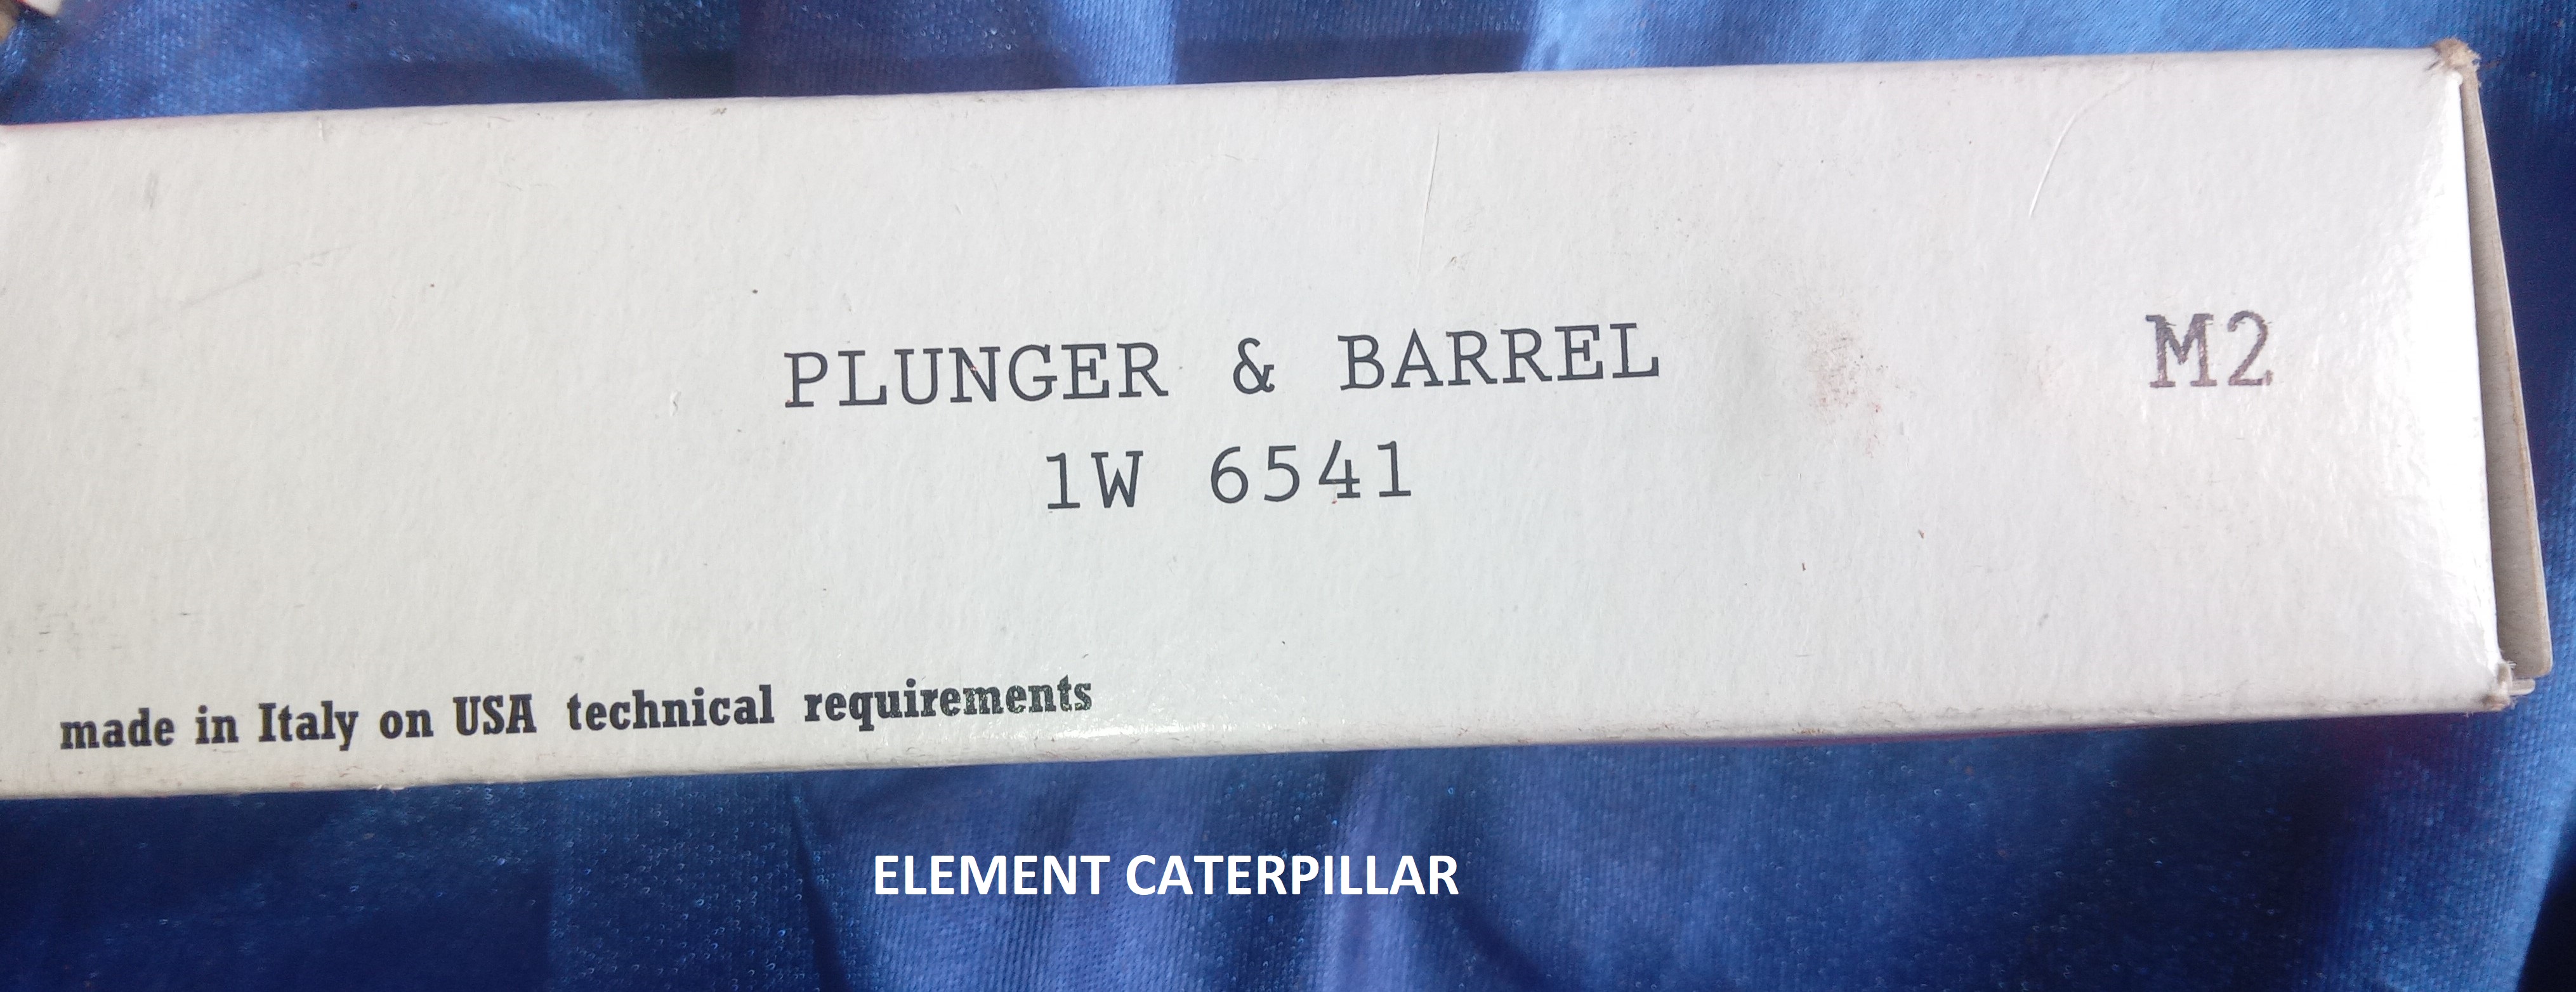 PLUNGER & BARREL
M2
1W 6541
made in Italy on USA technical requirements
ELEMENT CATERPILLAR